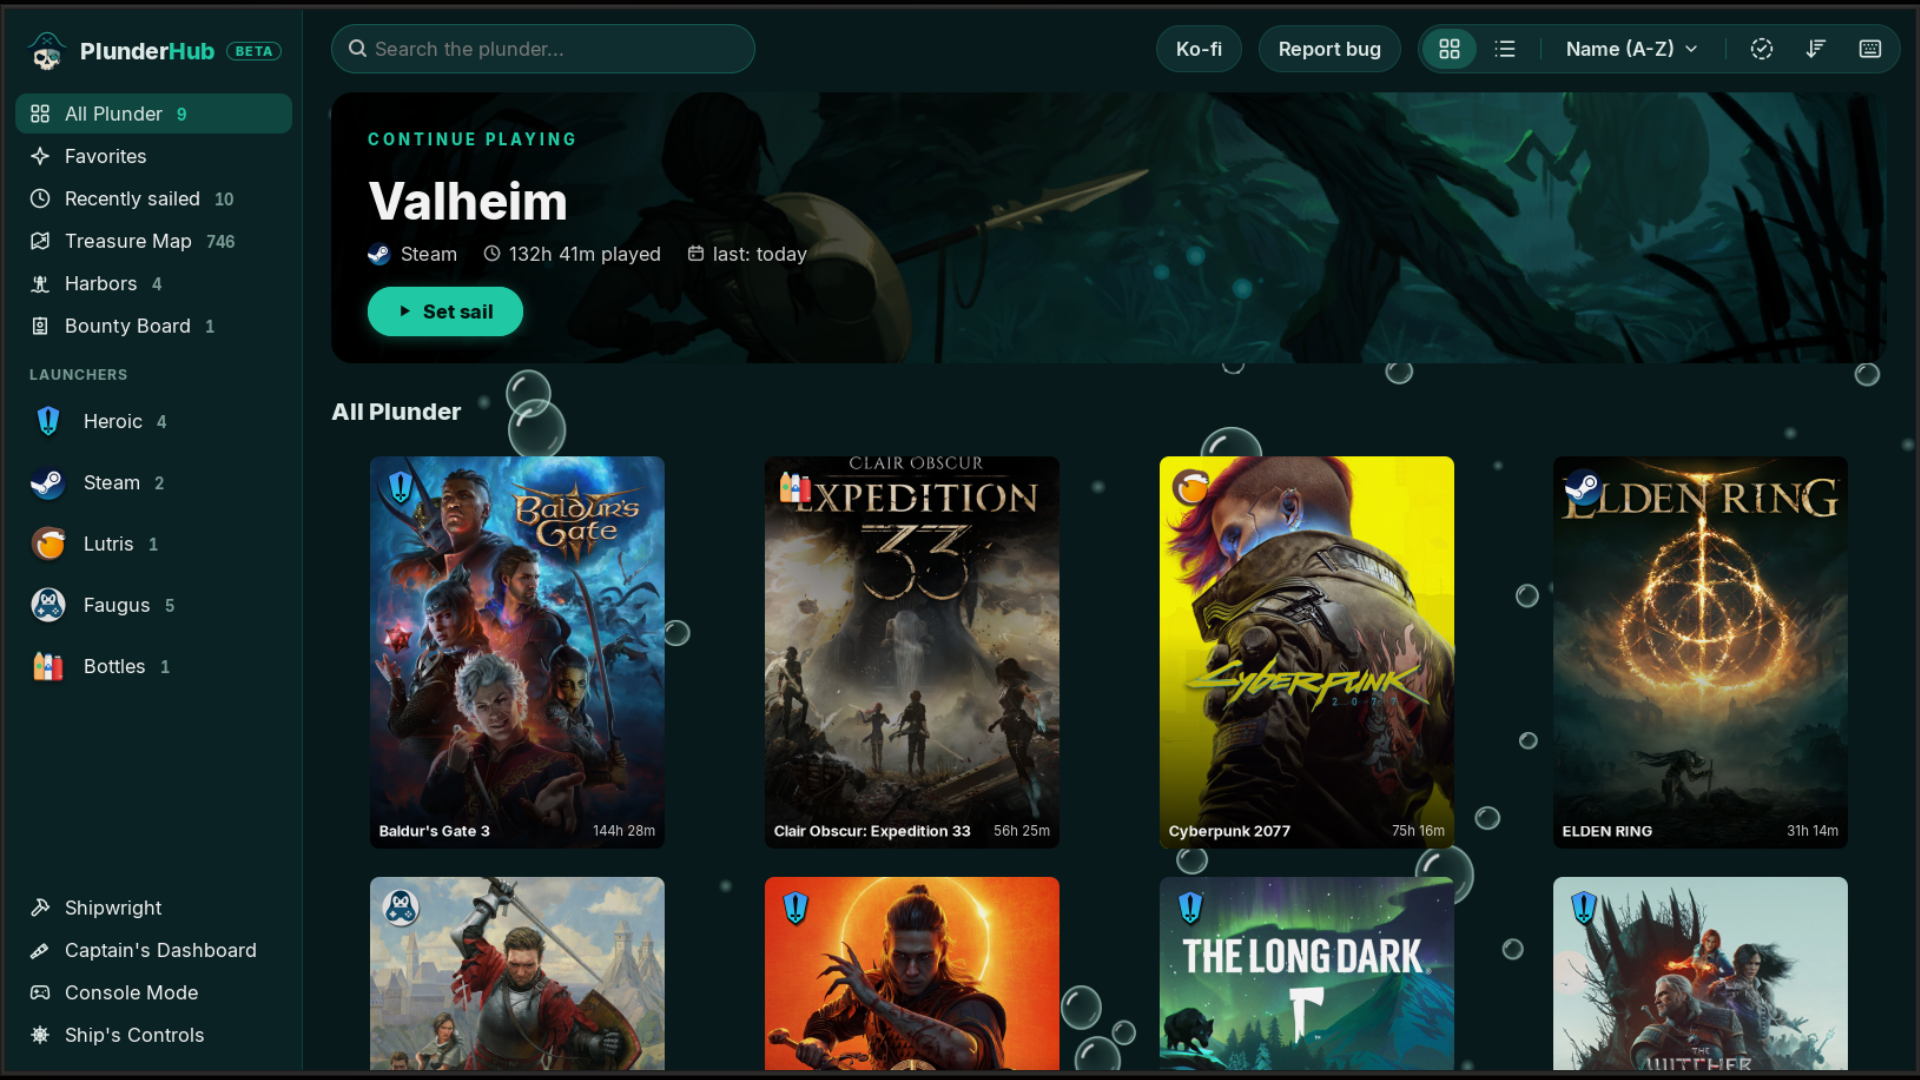 PlunderHub BETA
Search the plunder...
Ko-fi
Report bug
Name (A-Z)
All Plunder 9
Favorites
Recently sailed 10
Treasure Map 746
Harbors 4
Bounty Board 1
LAUNCHERS
Heroic 4
Steam 2
Lutris 1
Faugus 5
Bottles 1
Shipwright
Captain's Dashboard
Console Mode
Ship's Controls
CONTINUE PLAYING
Valheim
Steam 132h 41m played last: today
Set sail
All Plunder
BALDUR'S
GATE
Baldur's Gate 3 144h 28m
CLAIR OBSCUR
EXPEDITION
33
Clair Obscur: Expedition 33 56h 25m
CYBERPUNK
2077
Cyberpunk 2077 75h 16m
ELDEN RING
ELDEN RING 31h 14m
THE LONG DARK
THE
WITCHER